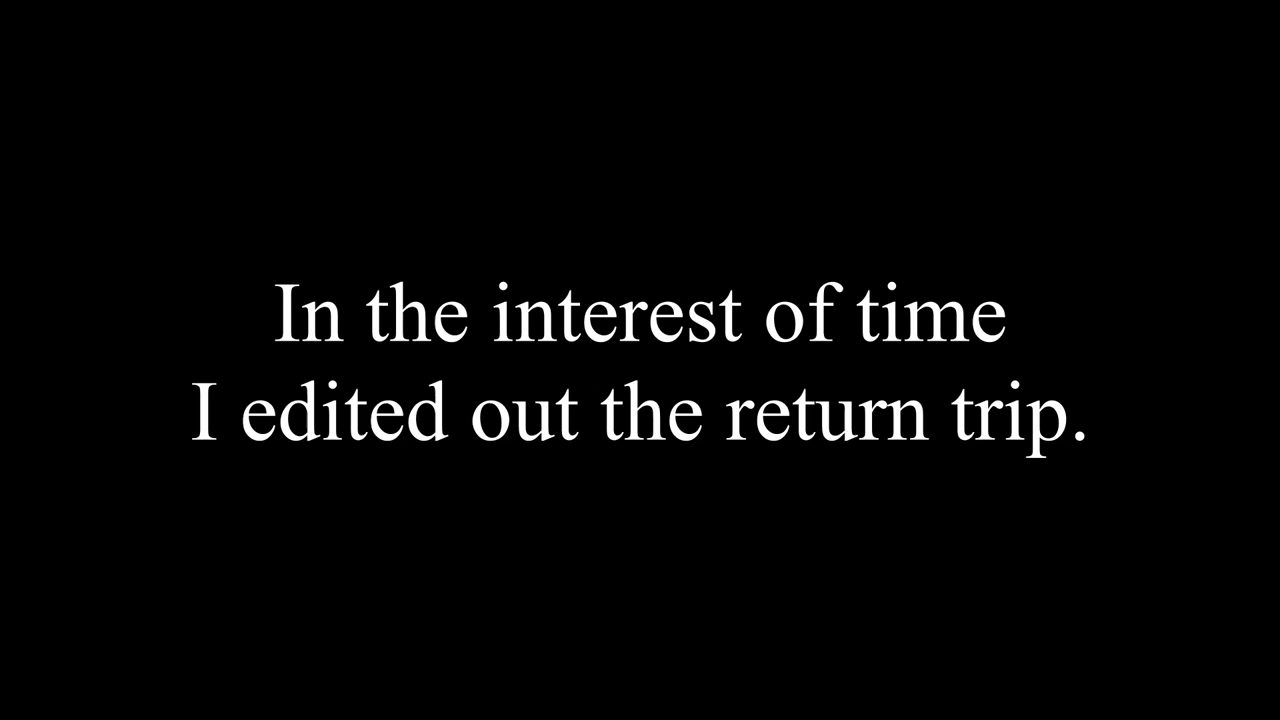 In the interest of time
I edited out the return trip.